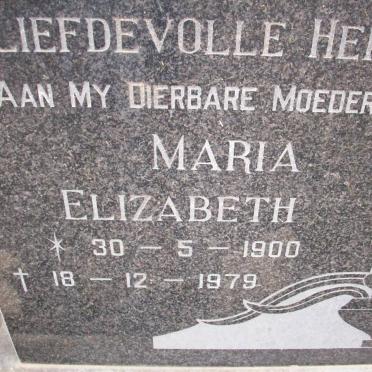 LIEFDEVOLLE HE
AAN MY DIERBARE MOEDER
MARIA
ELIZABETH
* 30 – 5 – 1900
† 18 – 12 – 1979